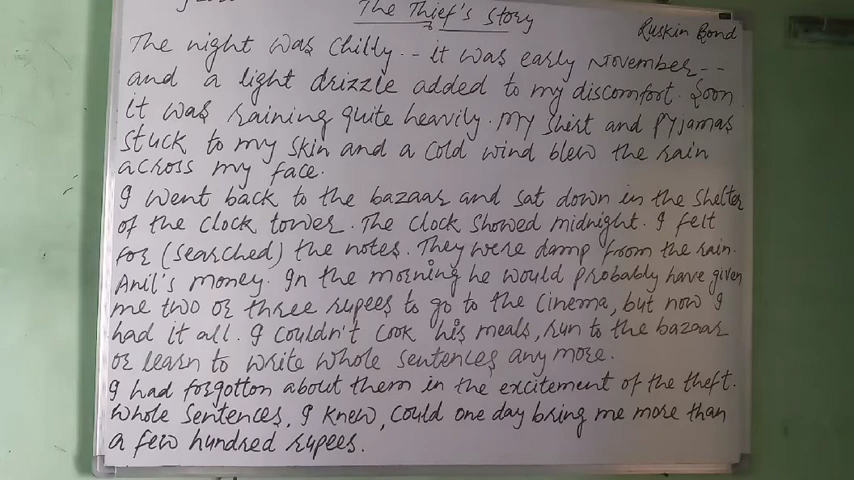 The Thief's Story
Ruskin Bond
The night was chilly -- it was early November --
and a light drizzle added to my discomfort. Soon
it was raining quite heavily. My shirt and pyjamas
stuck to my skin and a cold wind blew the rain
across my face.
I went back to the bazaar and sat down in the shelter
of the clock tower. The clock showed midnight. I felt
for (searched) the notes. They were damp from the rain.
Anil's money. In the morning he would probably have given
me two or three rupees to go to the cinema, but now I
had it all. I couldn't cook his meals, run to the bazaar
or learn to write whole sentences any more.
I had forgotton about them in the excitement of the theft.
Whole sentences, I knew, could one day bring me more than
a few hundred rupees.